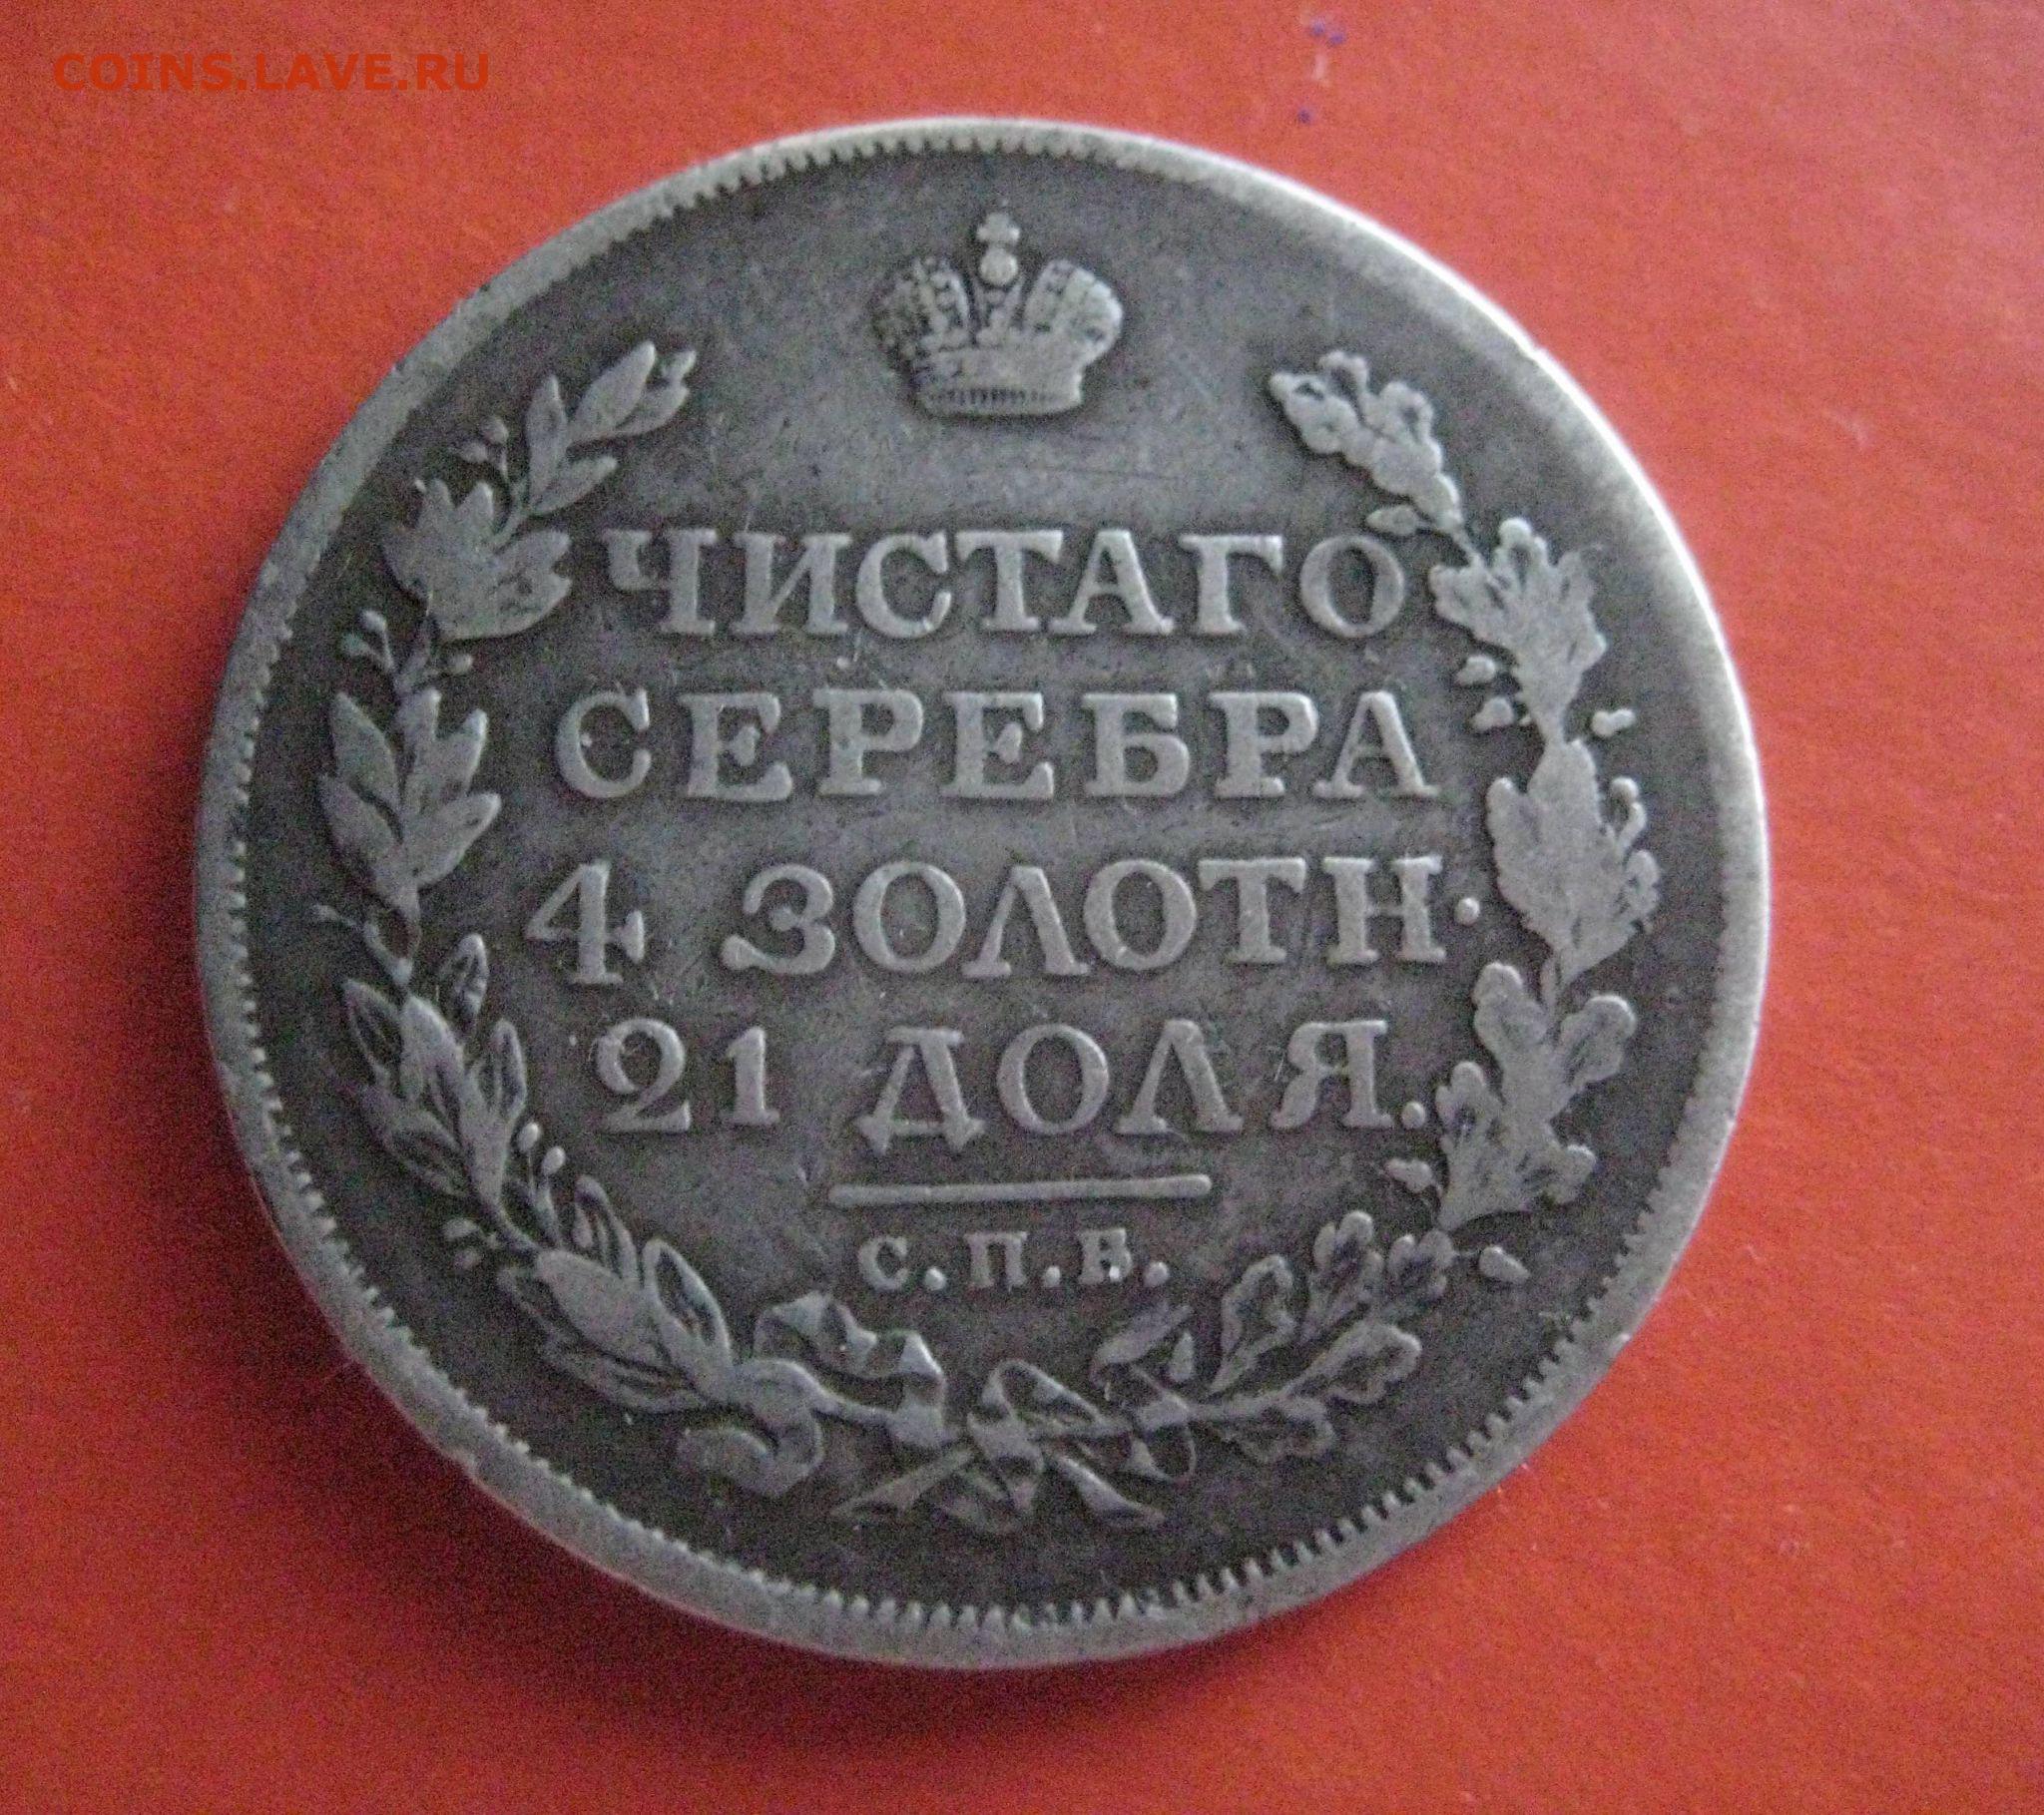 COINS.LAVE.RU
ЧИСТАГО
СЕРЕБРА
4 ЗОЛОТН.
21 ДОЛЯ.
С.П.Б.